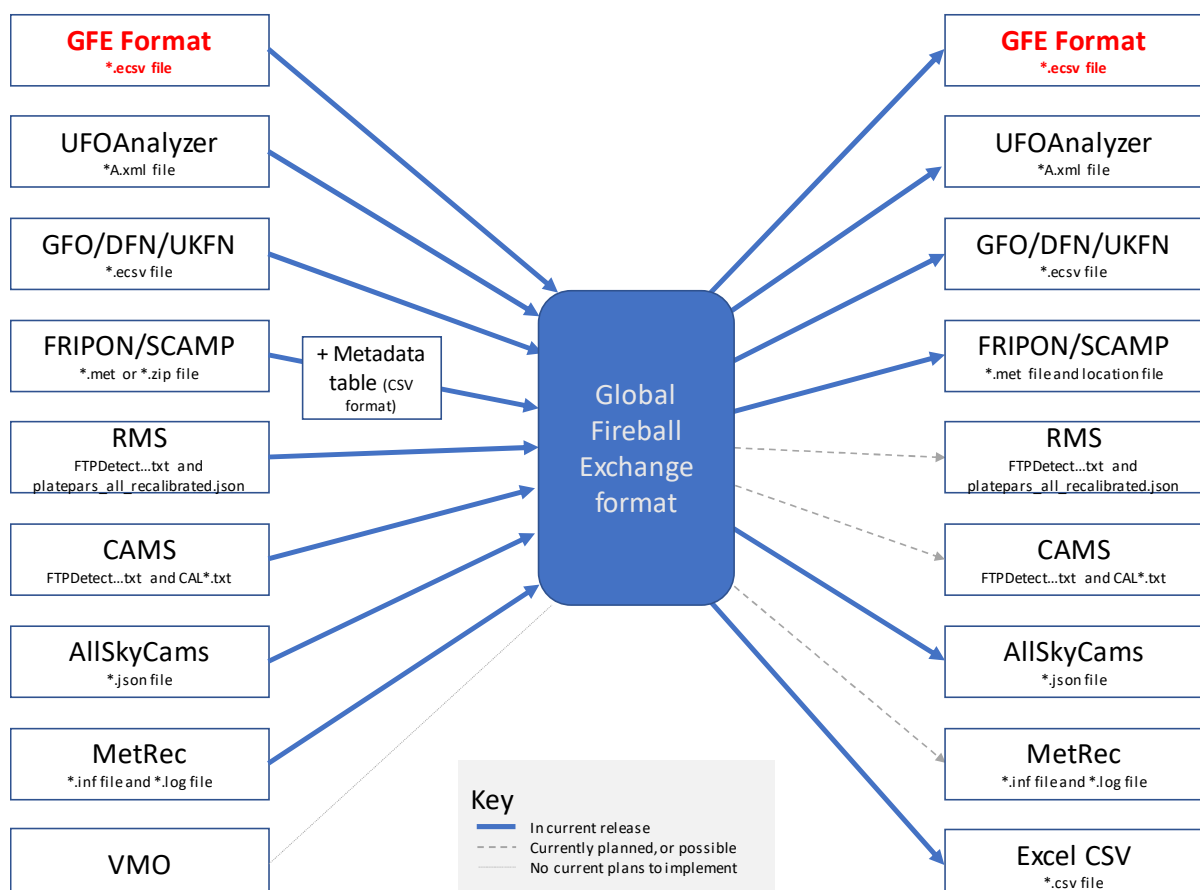 GFE Format
*.ecsv file
UFOAnalyzer
*A.xml file
GFO/DFN/UKFN
*.ecsv file
FRIPON/SCAMP
*.met or *.zip file
+ Metadata
table (CSV
format)
RMS
FTPDetect...txt and
platepars_all_recalibrated.json
CAMS
FTPDetect...txt and CAL*.txt
AllSkyCams
*.json file
MetRec
*.inf file and *.log file
VMO
Global
Fireball
Exchange
format
GFE Format
*.ecsv file
UFOAnalyzer
*A.xml file
GFO/DFN/UKFN
*.ecsv file
FRIPON/SCAMP
*.met file and location file
RMS
FTPDetect...txt and
platepars_all_recalibrated.json
CAMS
FTPDetect...txt and CAL*.txt
AllSkyCams
*.json file
MetRec
*.inf file and *.log file
Excel CSV
*.csv file
Key
In current release
Currently planned, or possible
No current plans to implement